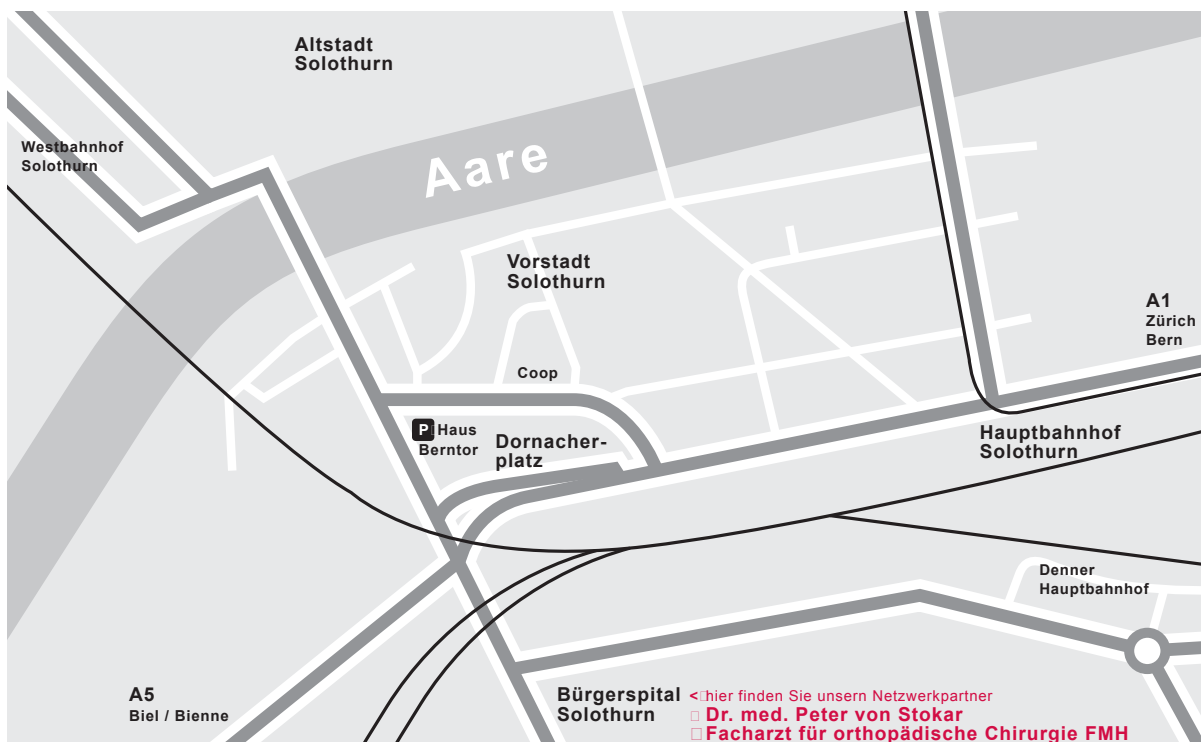 Altstadt
Solothurn
Westbahnhof
Solothurn
Aare
Vorstadt
Solothurn
A1
Zürich
Bern
Coop
P Haus
Berntor
Dornacher-
platz
Hauptbahnhof
Solothurn
Denner
Hauptbahnhof
A5
Biel / Bienne
Bürgerspital
Solothurn
< hier finden Sie unsern Netzwerkpartner
Dr. med. Peter von Stokar
Facharzt für orthopädische Chirurgie FMH